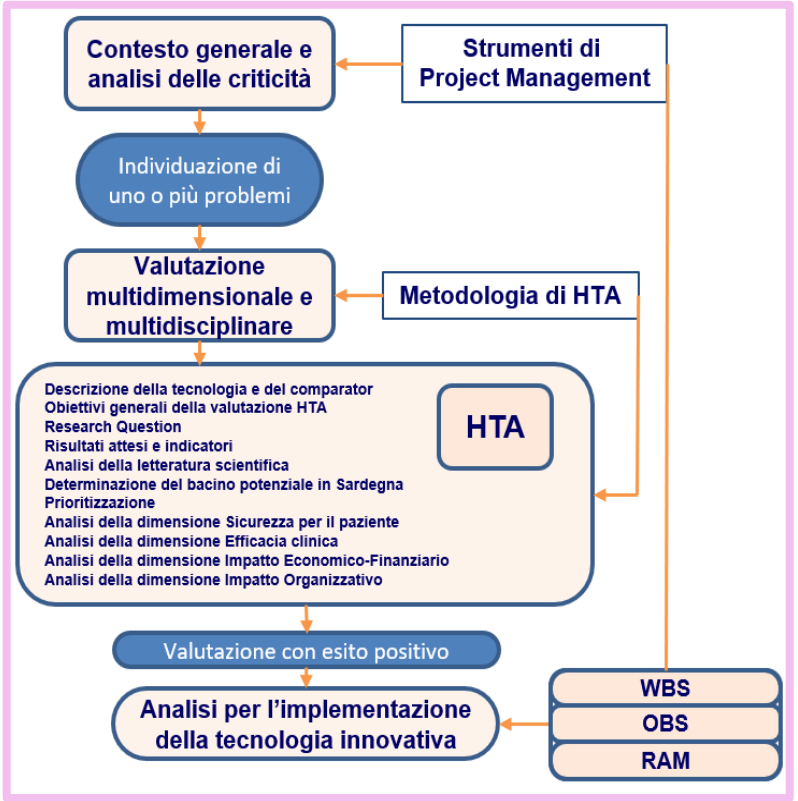 Contesto generale e
analisi delle criticità
Strumenti di
Project Management
Individuazione di
uno o più problemi
Valutazione
multidimensionale e
multidisciplinare
Metodologia di HTA
Descrizione della tecnologia e del comparator
Obiettivi generali della valutazione HTA
Research Question
Risultati attesi e indicatori
Analisi della letteratura scientifica
Determinazione del bacino potenziale in Sardegna
Prioritizzazione
Analisi della dimensione Sicurezza per il paziente
Analisi della dimensione Efficacia clinica
Analisi della dimensione Impatto Economico-Finanziario
Analisi della dimensione Impatto Organizzativo
HTA
Valutazione con esito positivo
Analisi per l’implementazione
della tecnologia innovativa
WBS
OBS
RAM